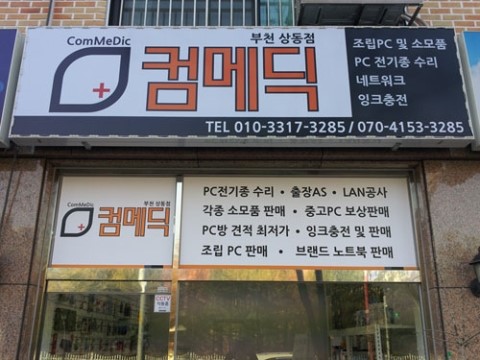 ComMeDic
부천 상동점
컴메딕
조립PC 및 소모품
PC 전기종 수리
네트워크
잉크충전
TEL 010-3317-3285 / 070-4153-3285
ComMeDic
부천 상동점
컴메딕
PC전기종 수리 • 출장AS • LAN공사
각종 소모품 판매 • 중고PC 보상판매
PC방 견적 최저가 • 잉크충전 및 판매
조립 PC 판매 • 브랜드 노트북 판매
CCTV